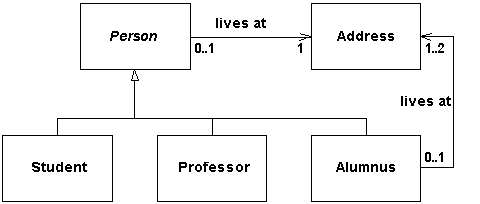 lives at
Person
Address
0..1
1
1..2
lives at
Student
Professor
Alumnus
0..1